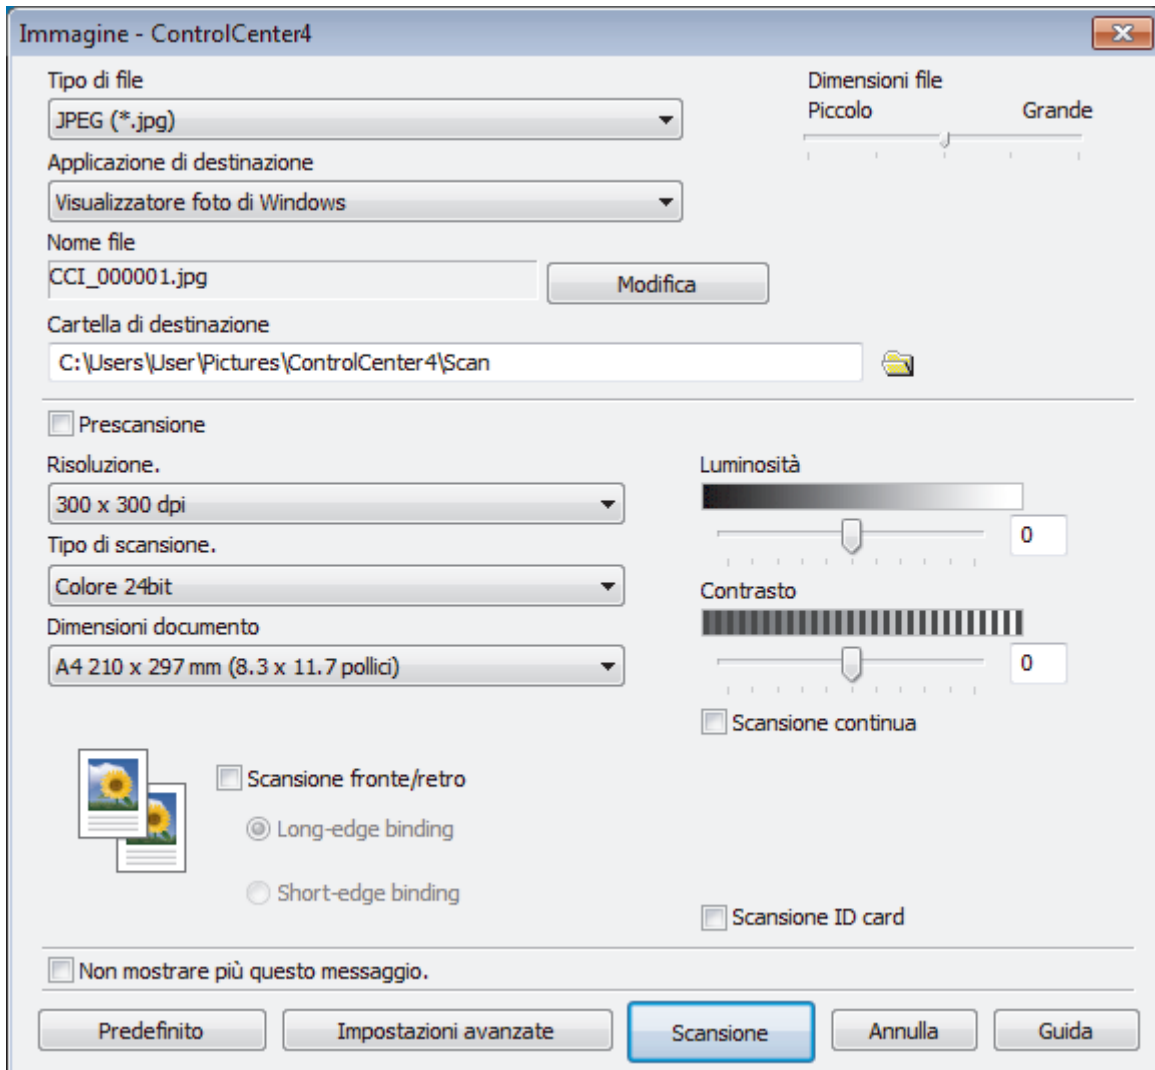 Immagine - ControlCenter4
Tipo di file
Dimensioni file
JPEG (*.jpg)
Piccolo Grande
Applicazione di destinazione
Visualizzatore foto di Windows
Nome file
CCI_000001.jpg
Modifica
Cartella di destinazione
C:\Users\User\Pictures\ControlCenter4\Scan
Prescansione
Risoluzione.
300 x 300 dpi
Tipo di scansione.
Colore 24bit
Dimensioni documento
A4 210 x 297 mm (8.3 x 11.7 pollici)
Luminosità
0
Contrasto
0
Scansione continua
Scansione fronte/retro
Long-edge binding
Short-edge binding
Scansione ID card
Non mostrare più questo messaggio.
Predefinito Impostazioni avanzate Scansione Annulla Guida